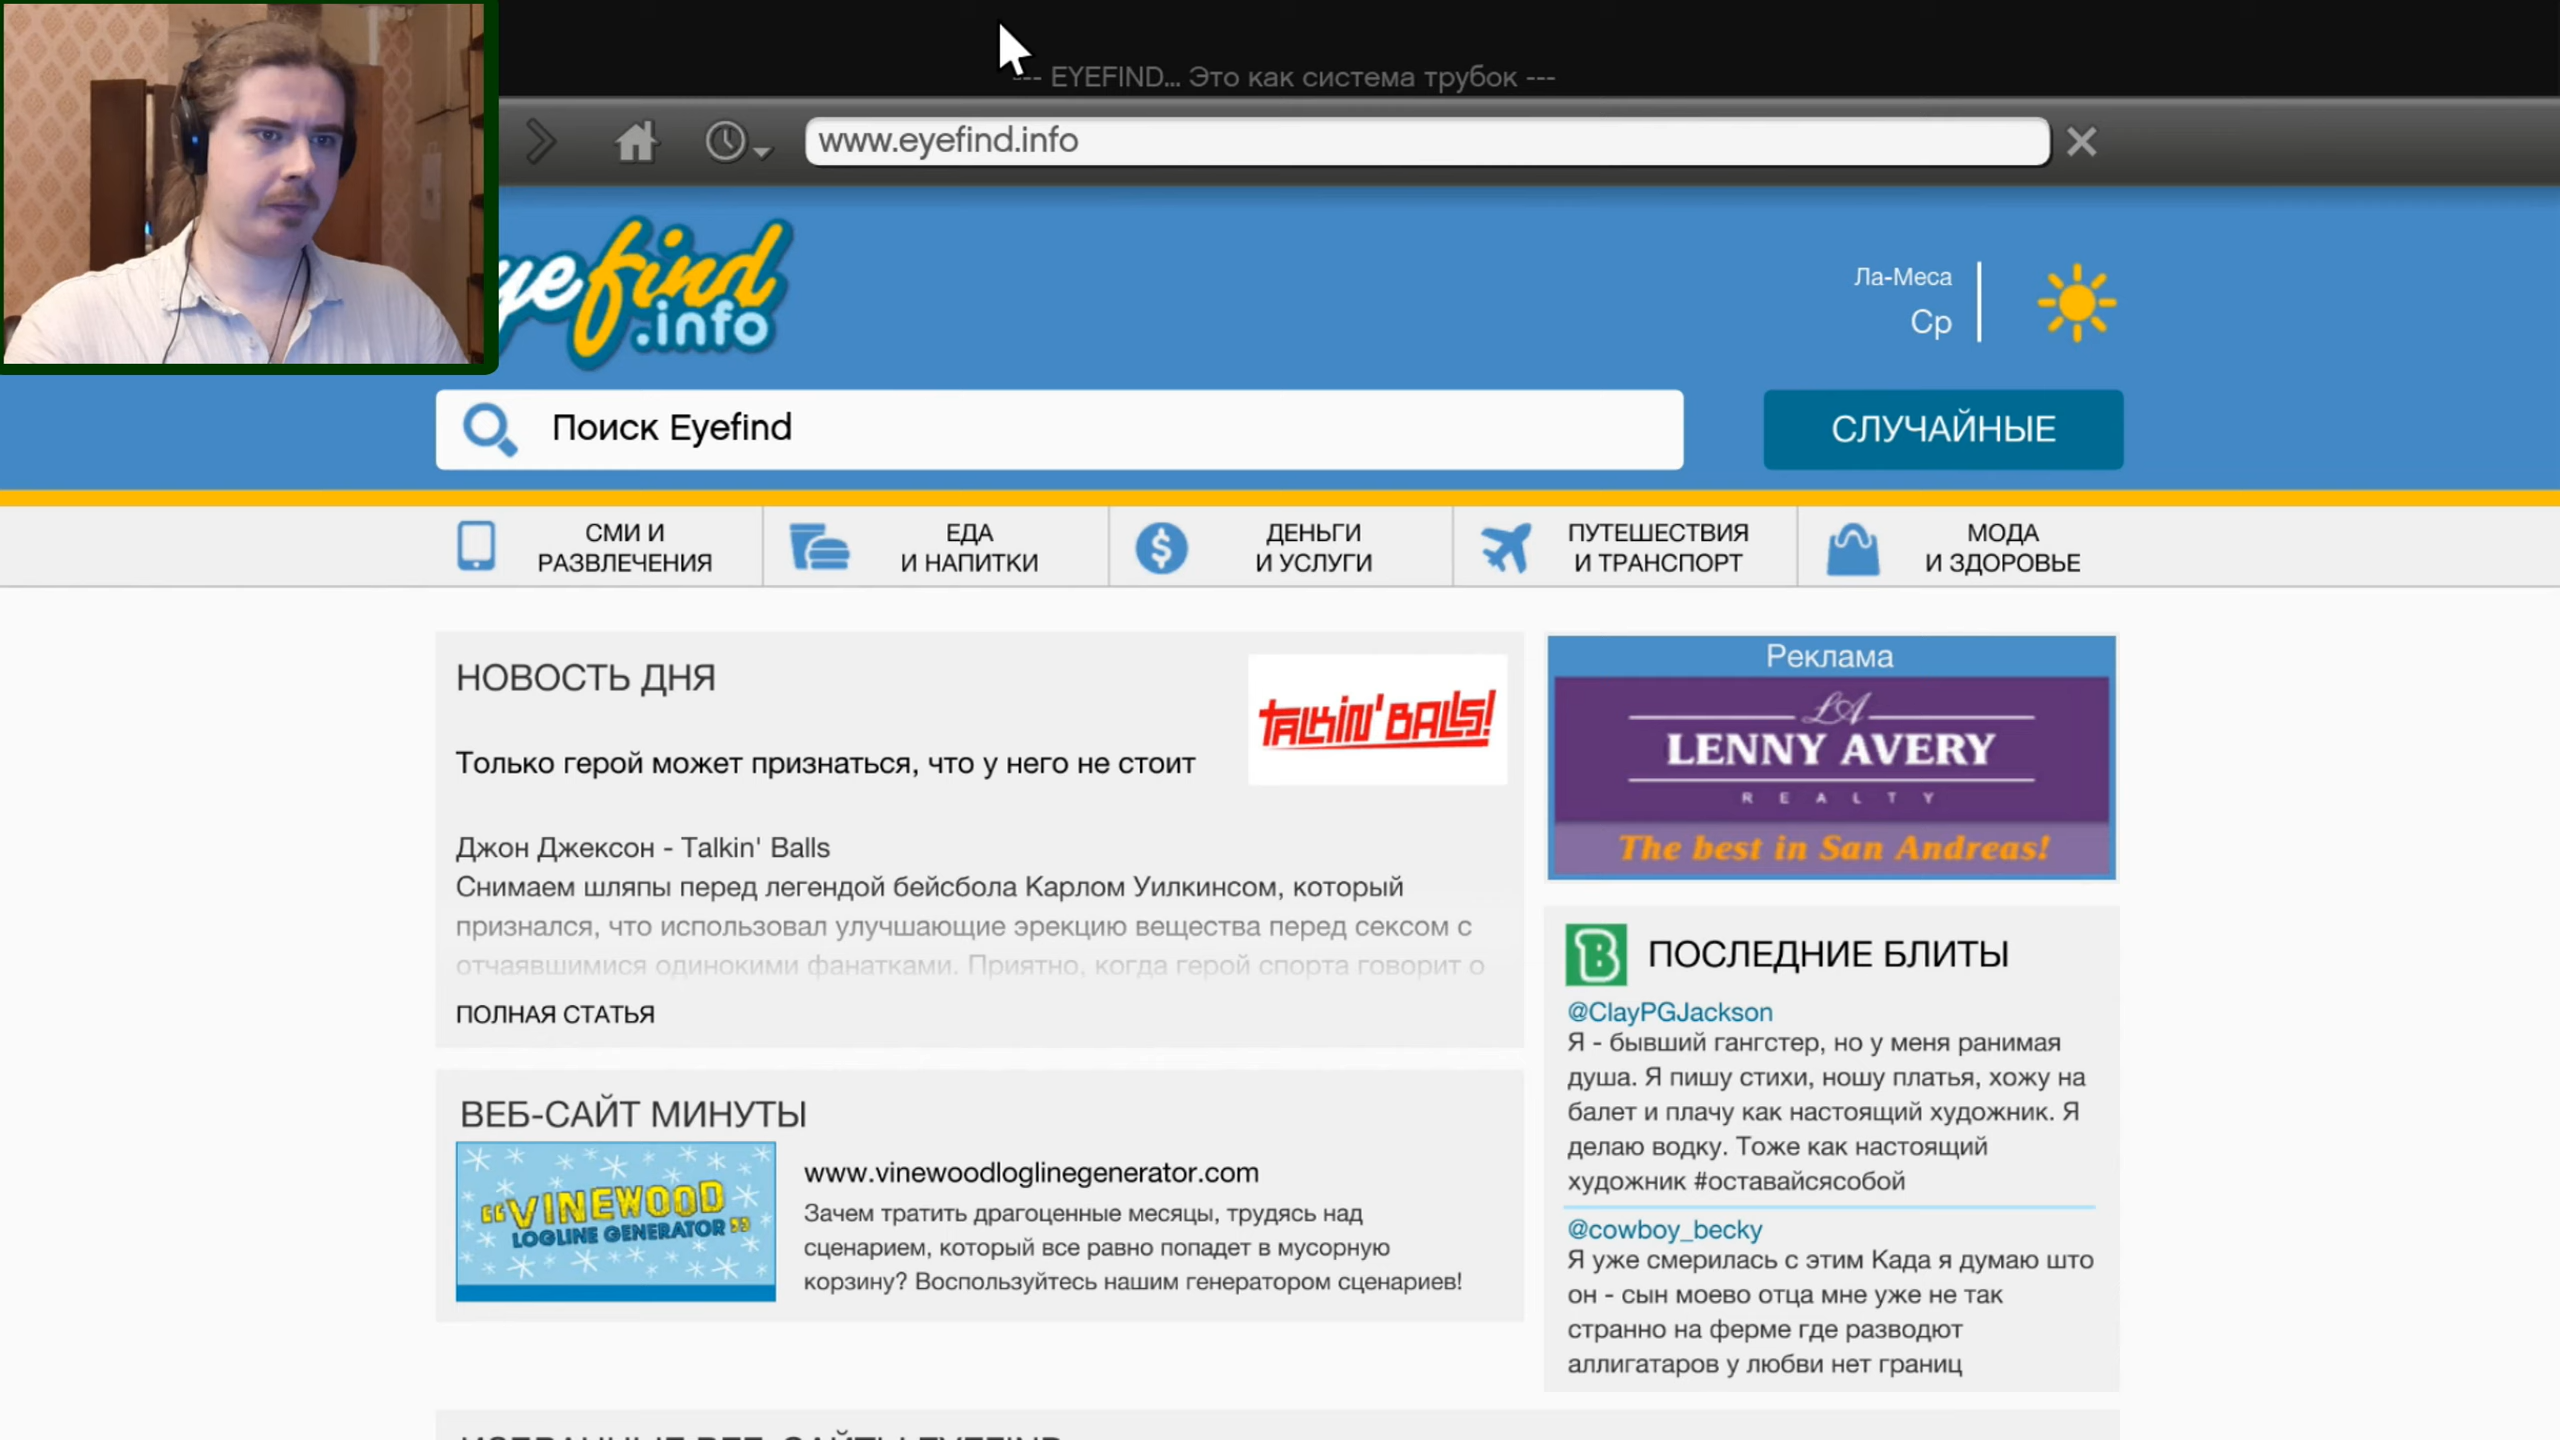 --- EYEFIND... Это как система трубок ---
www.eyefind.info
yefind
.info
Ла-Меса
Ср
Поиск Eyefind
СЛУЧАЙНЫЕ
СМИ И
РАЗВЛЕЧЕНИЯ
ЕДА
И НАПИТКИ
ДЕНЬГИ
И УСЛУГИ
ПУТЕШЕСТВИЯ
И ТРАНСПОРТ
МОДА
И ЗДОРОВЬЕ
НОВОСТЬ ДНЯ
TALKIN' BALLS!
Только герой может признаться, что у него не стоит
Джон Джексон - Talkin' Balls
Снимаем шляпы перед легендой бейсбола Карлом Уилкинсом, который
признался, что использовал улучшающие эрекцию вещества перед сексом с
отчаявшимися одинокими фанатками. Приятно, когда герой спорта говорит о
ПОЛНАЯ СТАТЬЯ
ВЕБ-САЙТ МИНУТЫ
"VINEWOOD
LOGLINE GENERATOR"
www.vinewoodloglinegenerator.com
Зачем тратить драгоценные месяцы, трудясь над
сценарием, который все равно попадет в мусорную
корзину? Воспользуйтесь нашим генератором сценариев!
Реклама
LA
LENNY AVERY
REALTY
The best in San Andreas!
B
ПОСЛЕДНИЕ БЛИТЫ
@ClayPGJackson
Я - бывший гангстер, но у меня ранимая
душа. Я пишу стихи, ношу платья, хожу на
балет и плачу как настоящий художник. Я
делаю водку. Тоже как настоящий
художник #оставайсясобой
@cowboy_becky
Я уже смерилась с этим Када я думаю што
он - сын моево отца мне уже не так
странно на ферме где разводют
аллигатаров у любви нет границ
ИЗБРАННЫЕ ВЕБ-САЙТЫ EYEFIND